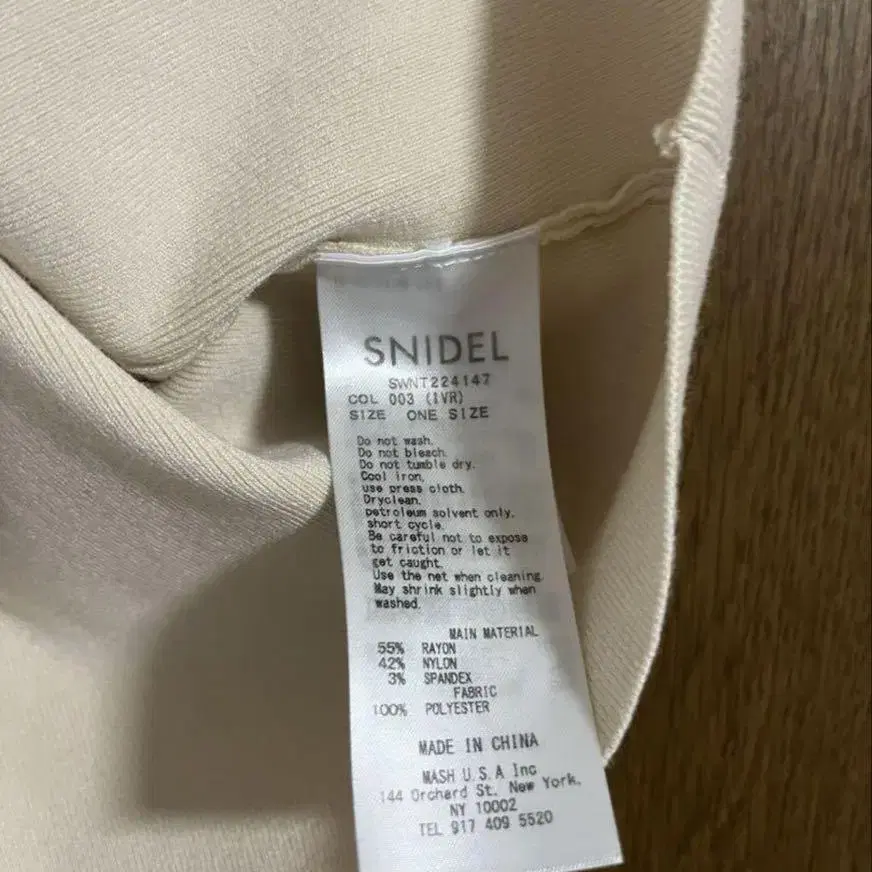 SNIDEL
SWNT224147
COL 003 (IVR)
SIZE ONE SIZE
Do not wash.
Do not bleach.
Do not tumble dry.
Cool iron,
use press cloth.
Dryclean,
petroleum solvent only,
short cycle.
Be careful not to expose
to friction or let it
get caught.
Use the net when cleaning.
May shrink slightly when
washed.
MAIN MATERIAL
55% RAYON
42% NYLON
3% SPANDEX
FABRIC
100% POLYESTER
MADE IN CHINA
MASH U.S.A Inc
144 Orchard St. New York,
NY 10002
TEL 917 409 5520